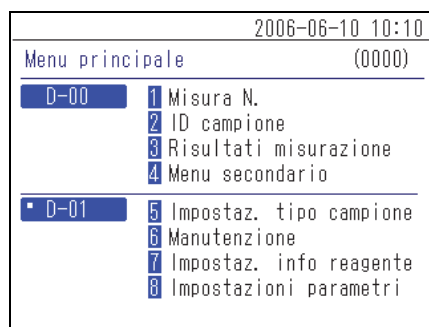 2006-06-10 10:10
Menu principale (0000)
D-00 1 Misura N.
2 ID campione
3 Risultati misurazione
4 Menu secondario
D-01 5 Impostaz. tipo campione
6 Manutenzione
7 Impostaz. info reagente
8 Impostazioni parametri